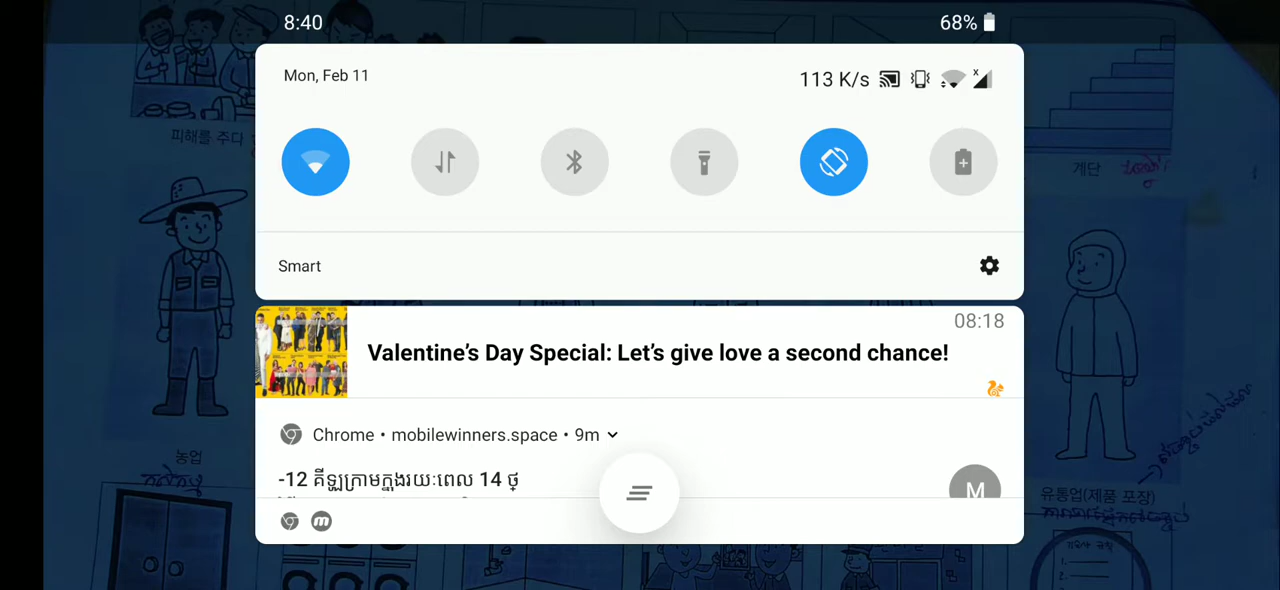 8:40
68%
Mon, Feb 11
113 K/s
Smart
08:18
Valentine's Day Special: Let's give love a second chance!
Chrome • mobilewinners.space • 9m
-12 គីឡូក្រាមក្នុងរយៈពេល 14 ថ្
M
피해를 주다
계단
농업
유통업(제품 포장)